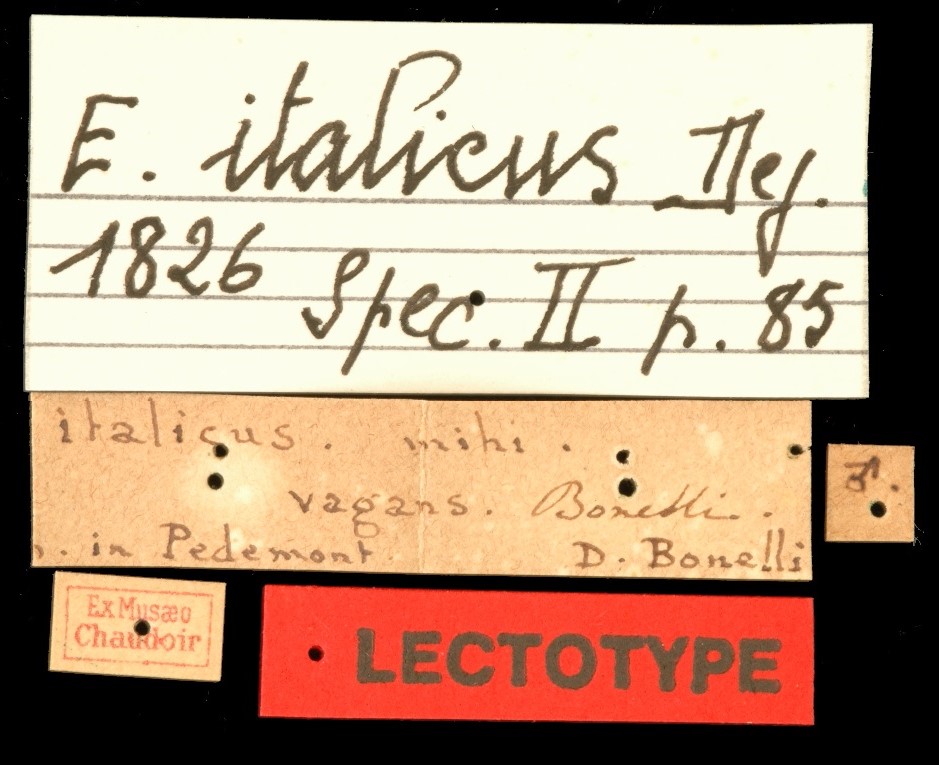 E. italicus Dej.
1826 Spec. II p. 85
italicus. mihi.
vagans. Bonelli.
h. in Pedemont. D. Bonelli
♂.
Ex Musæo
Chaudoir
LECTOTYPE